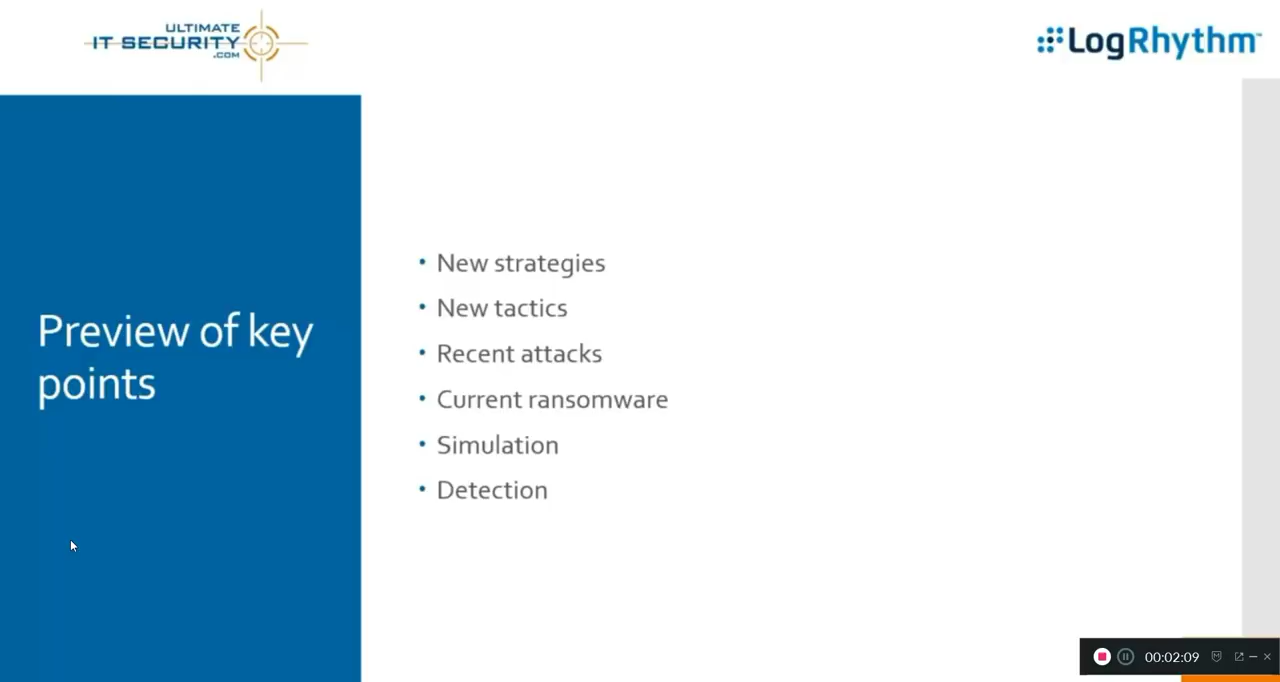 ULTIMATE
IT SECURITY
.COM
LogRhythm™
Preview of key
points
• New strategies
• New tactics
• Recent attacks
• Current ransomware
• Simulation
• Detection
00:02:09